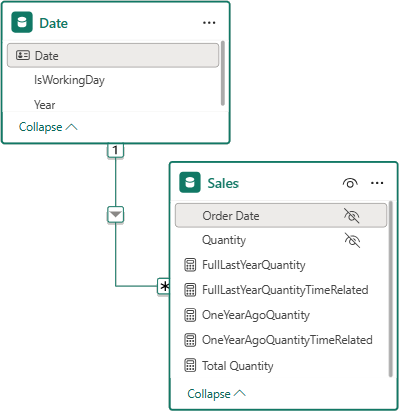 Date
Date
IsWorkingDay
Year
Collapse
1
Sales
Order Date
Quantity
*
FullLastYearQuantity
FullLastYearQuantityTimeRelated
OneYearAgoQuantity
OneYearAgoQuantityTimeRelated
Total Quantity
Collapse